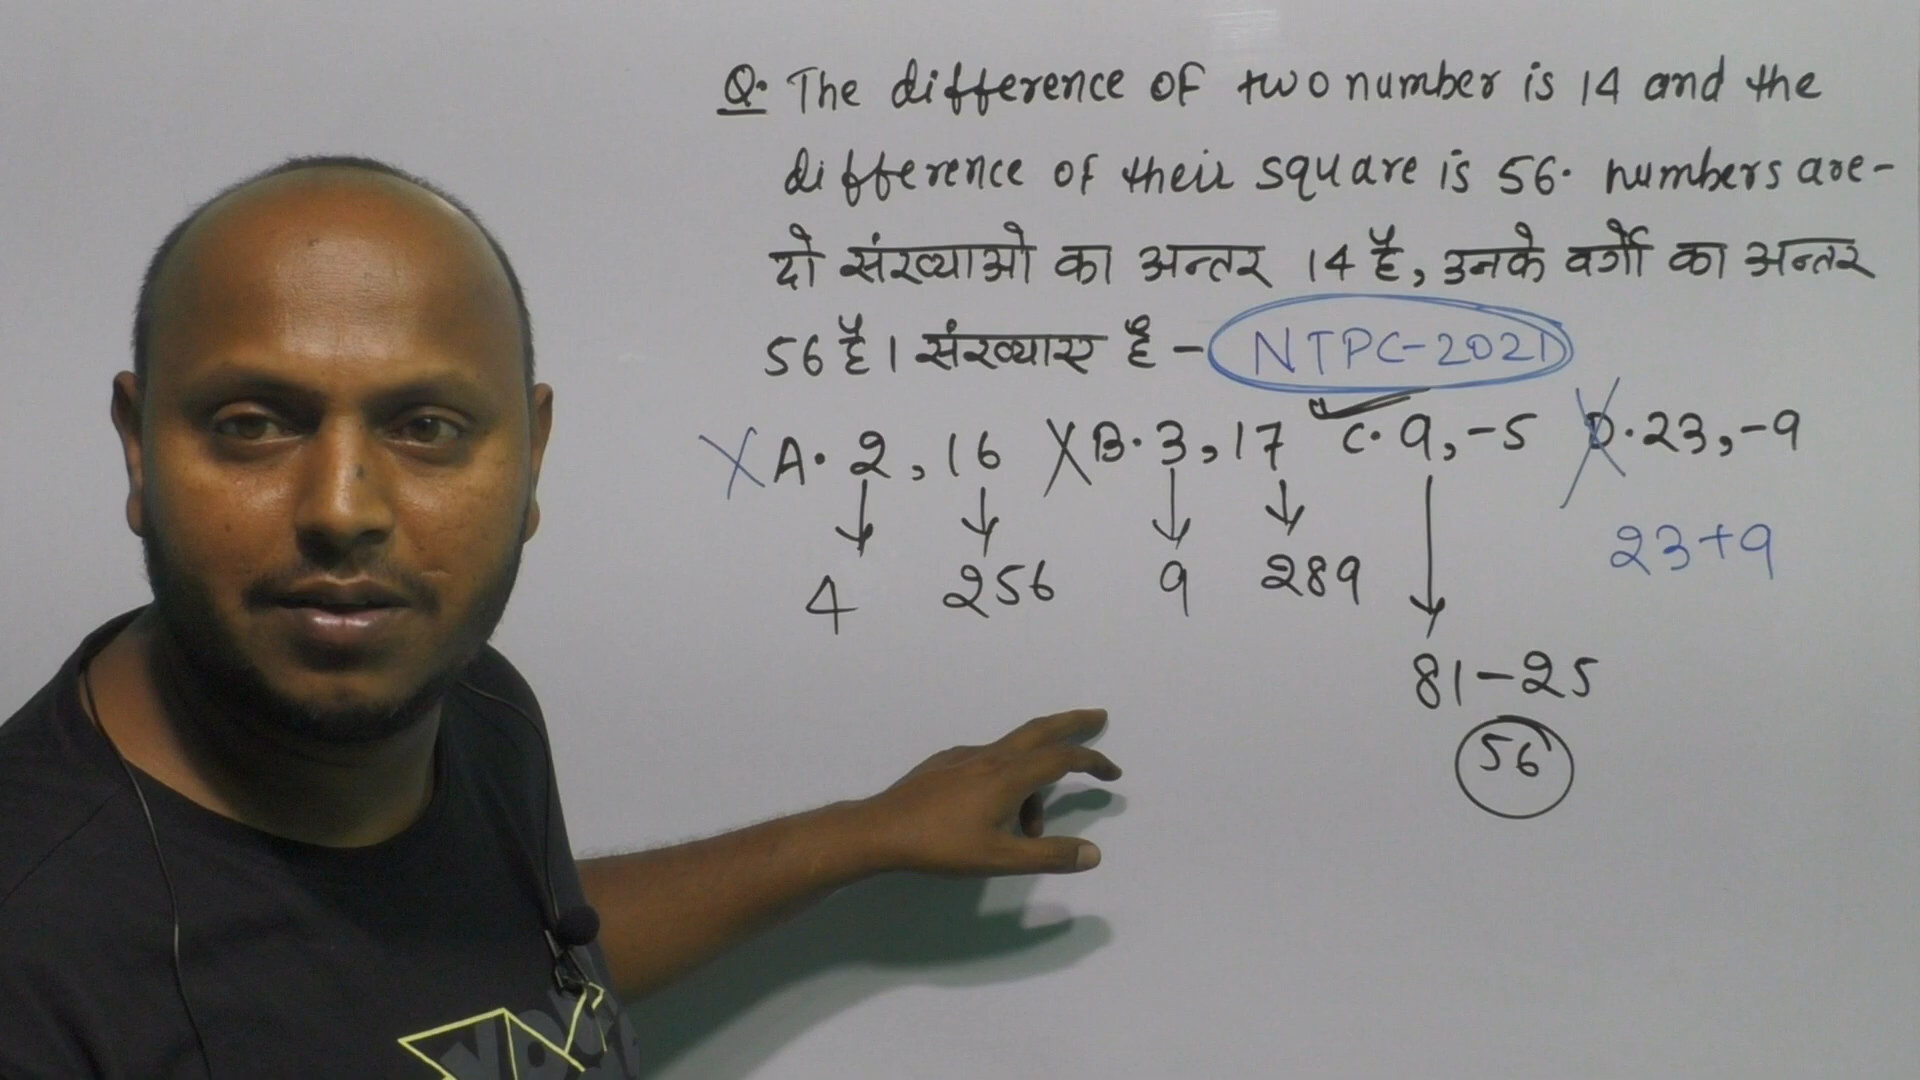 Q. The difference of two number is 14 and the
difference of their square is 56. numbers are-
दो संख्याओ का अन्तर 14 है, उनके वर्गो का अन्तर
56 है। संख्याए है - NTPC-2021
X A. 2, 16 X B. 3, 17 ✓ C. 9, -5 X D. 23, -9
23+9
4 256 9 289
81-25
56